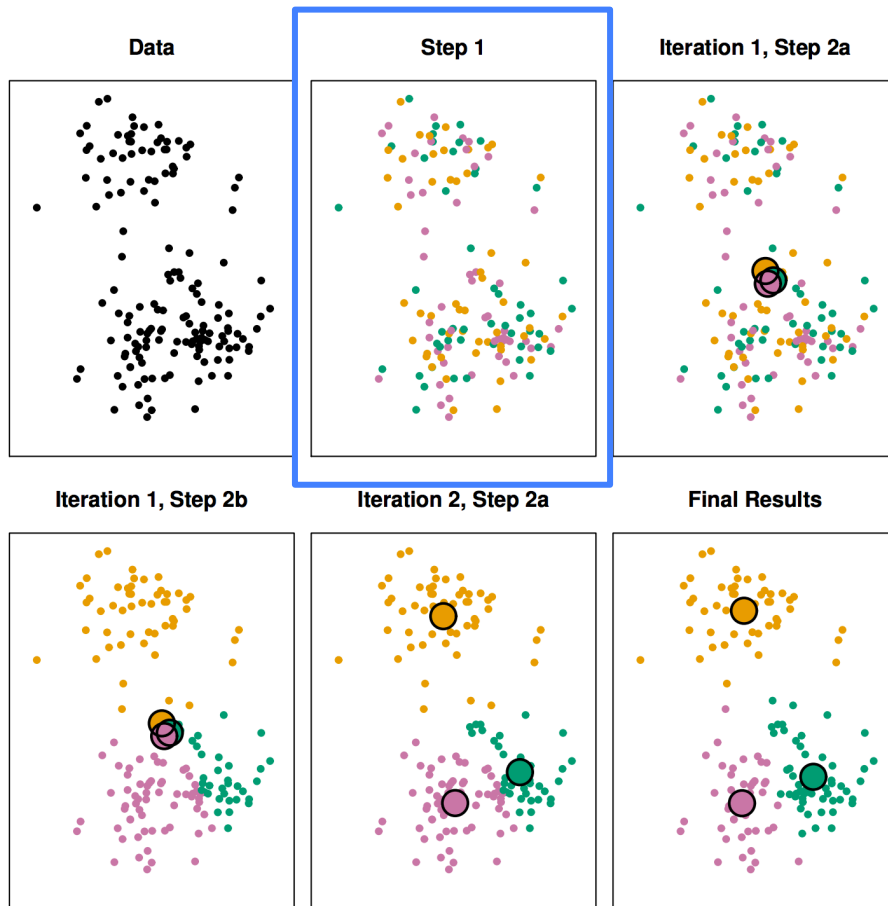 Data
Step 1
Iteration 1, Step 2a
Iteration 1, Step 2b
Iteration 2, Step 2a
Final Results